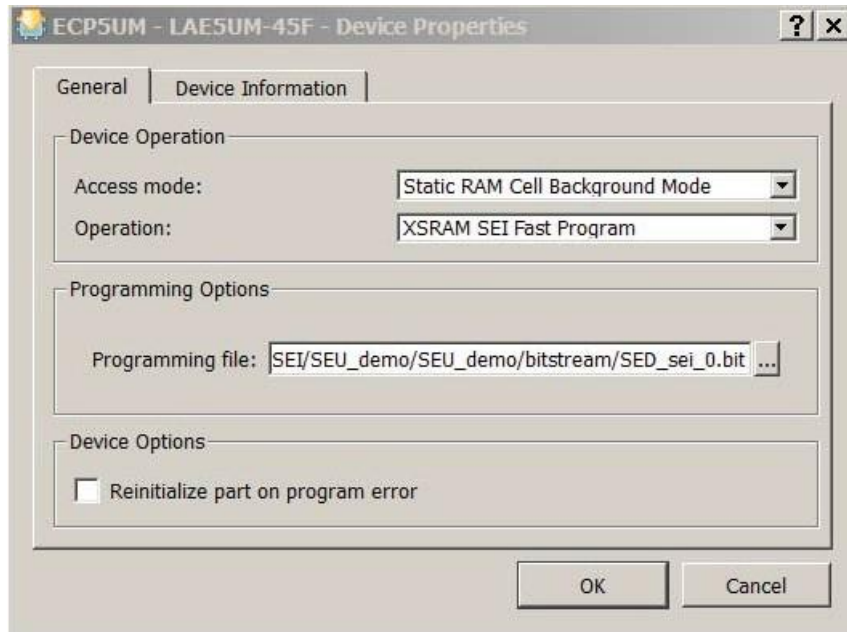 ECP5UM - LAE5UM-45F - Device Properties
General
Device Information
Device Operation
Access mode:
Static RAM Cell Background Mode
Operation:
XSRAM SEI Fast Program
Programming Options
Programming file:
SEI/SEU_demo/SEU_demo/bitstream/SED_sei_0.bit
...
Device Options
Reinitialize part on program error
OK
Cancel